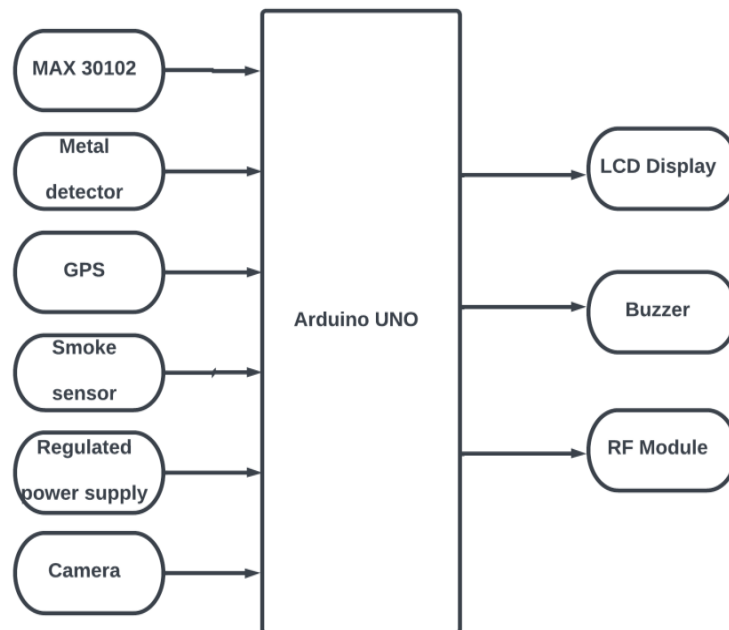 MAX 30102
Metal
detector
GPS
Smoke
sensor
Regulated
power supply
Camera
Arduino UNO
LCD Display
Buzzer
RF Module